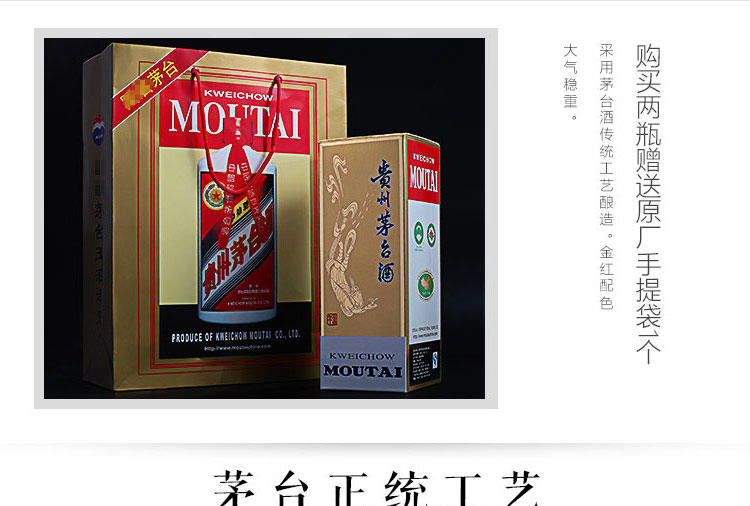 购买两瓶赠送原厂手提袋1个
采用茅台酒传统工艺酿造。金红配色
大气稳重。
茅台
KWEICHOW
MOUTAI
贵州茅台
PRODUCE OF KWEICHOW MOUTAI CO., LTD.
貴州茅台酒
KWEICHOW
MOUTAI
KWEICHOW
MOUTAI
茅台正统工艺